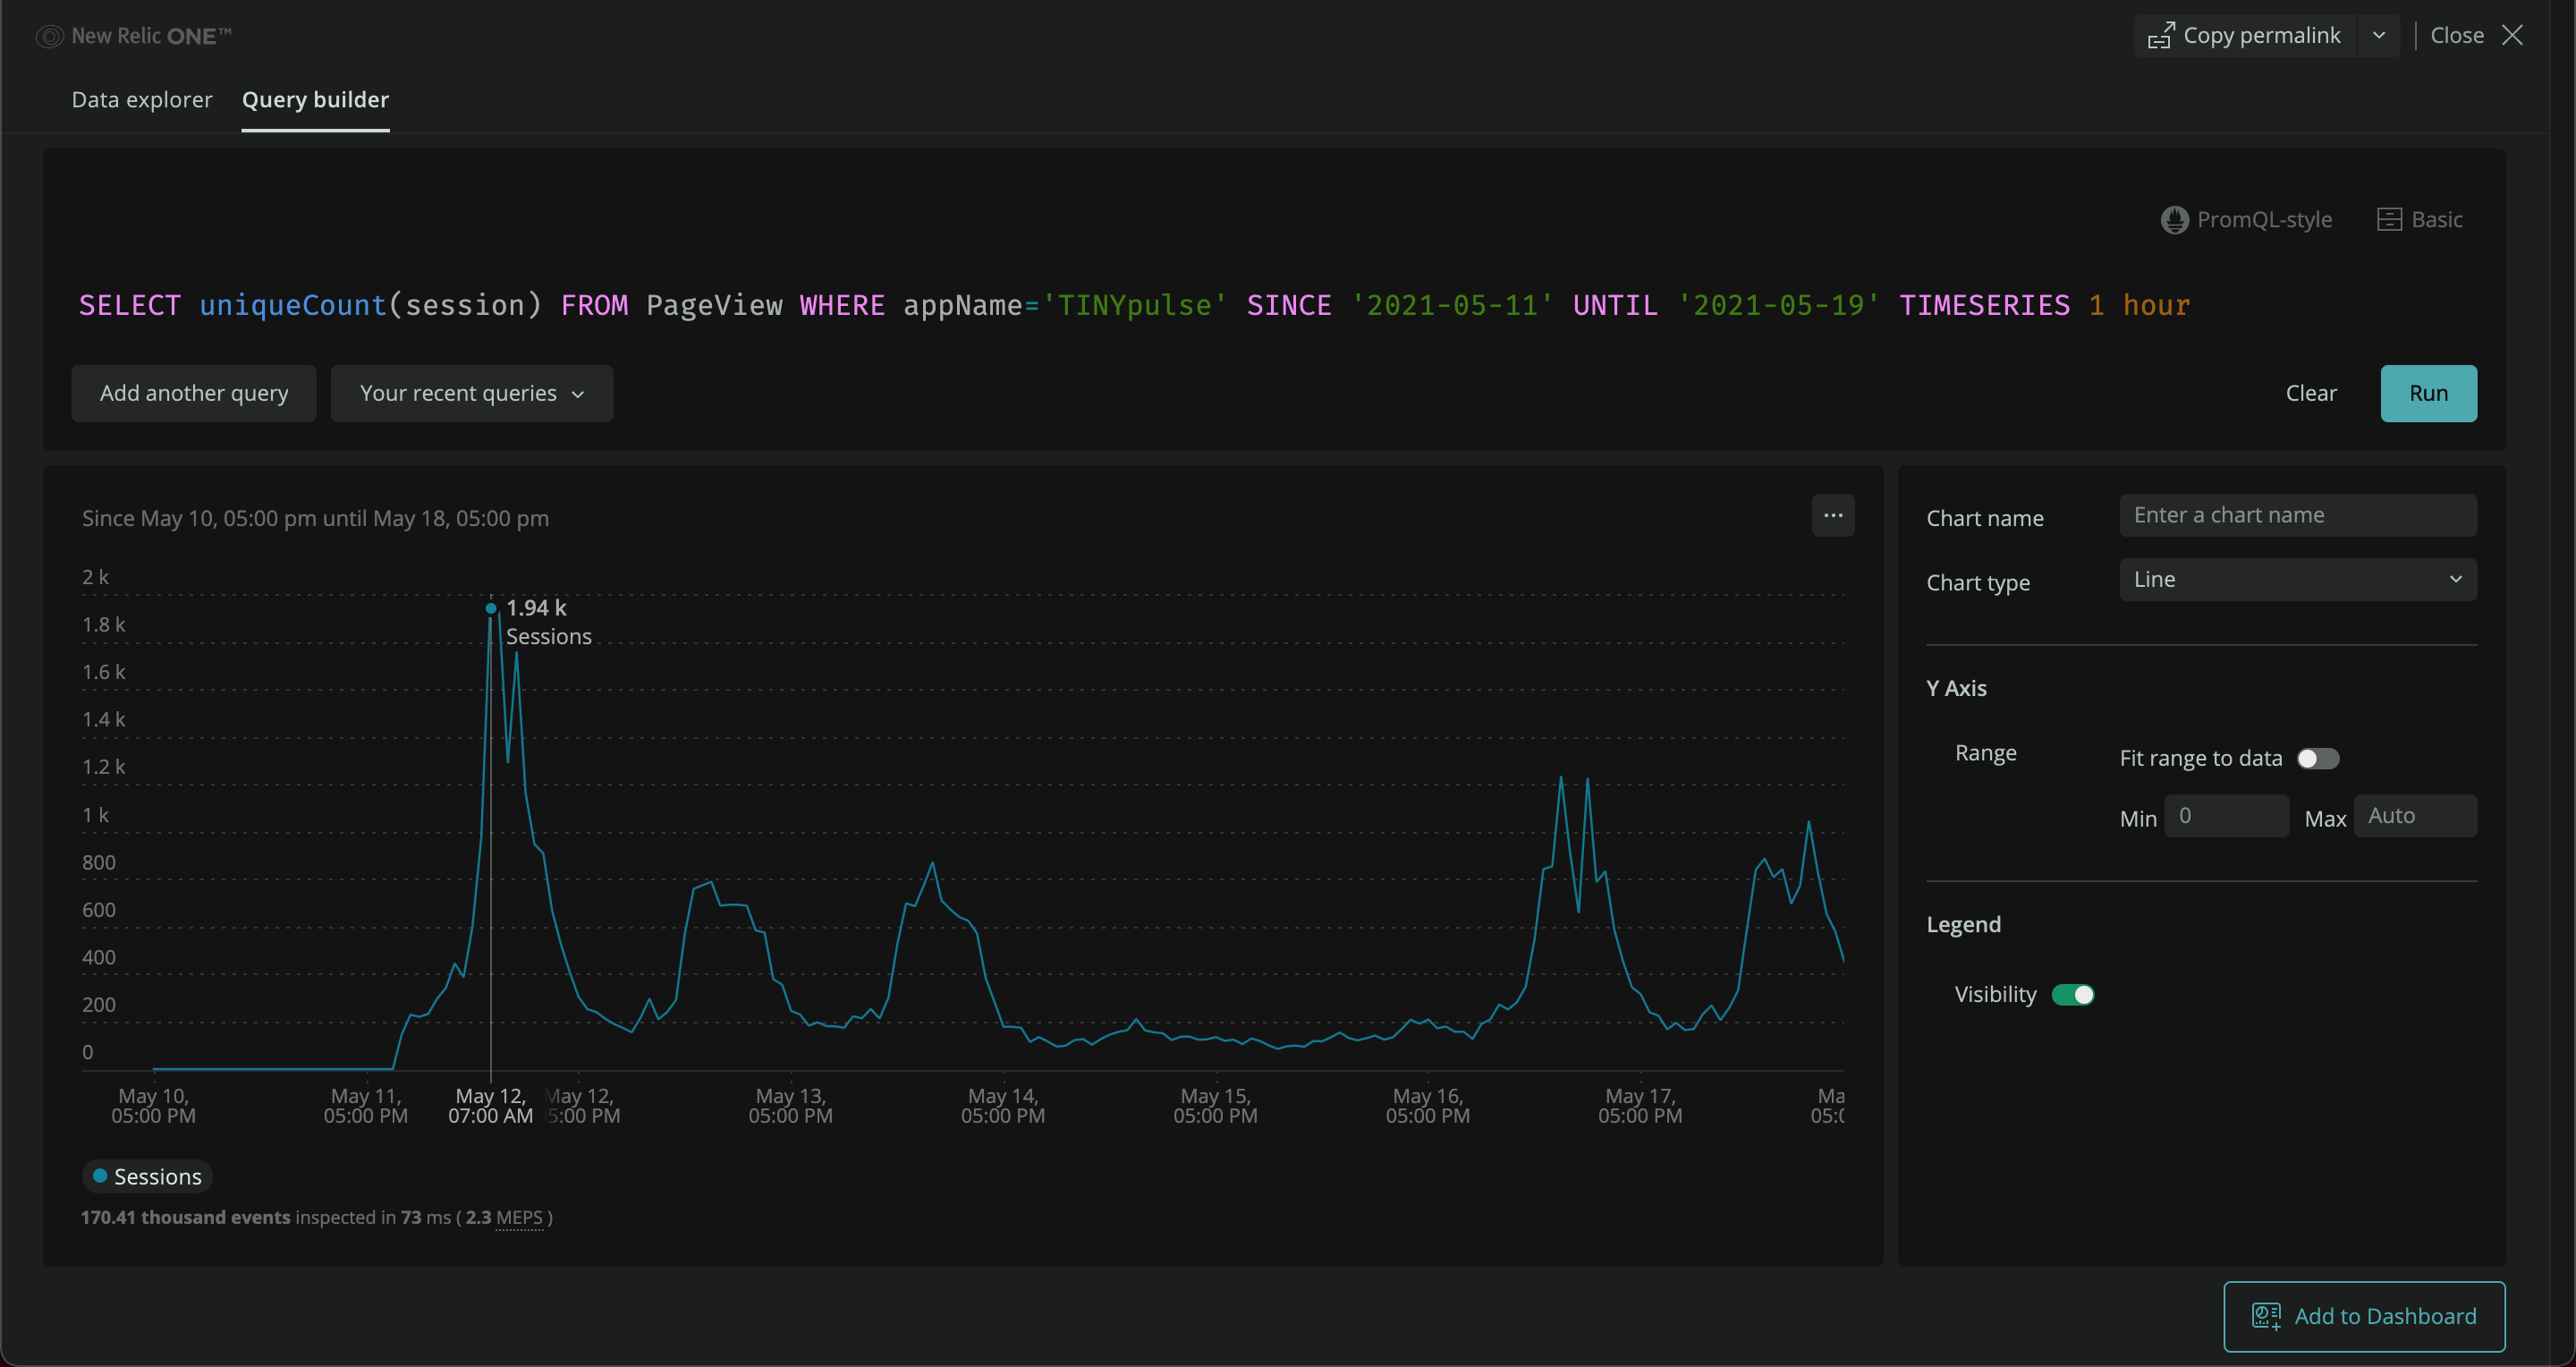 New Relic ONE™
Copy permalink
Close
Data explorer
Query builder
PromQL-style
Basic
SELECT uniqueCount(session) FROM PageView WHERE appName='TINYpulse' SINCE '2021-05-11' UNTIL '2021-05-19' TIMESERIES 1 hour
Add another query
Your recent queries
Clear
Run
Since May 10, 05:00 pm until May 18, 05:00 pm
...
2 k
1.8 k
1.6 k
1.4 k
1.2 k
1 k
800
600
400
200
0
1.94 k
Sessions
May 10,
05:00 PM
May 11,
05:00 PM
May 12,
07:00 AM
May 12,
5:00 PM
May 13,
05:00 PM
May 14,
05:00 PM
May 15,
05:00 PM
May 16,
05:00 PM
May 17,
05:00 PM
Ma
05:0
Sessions
170.41 thousand events inspected in 73 ms ( 2.3 MEPS )
Chart name
Enter a chart name
Chart type
Line
Y Axis
Range
Fit range to data
Min
0
Max
Auto
Legend
Visibility
Add to Dashboard